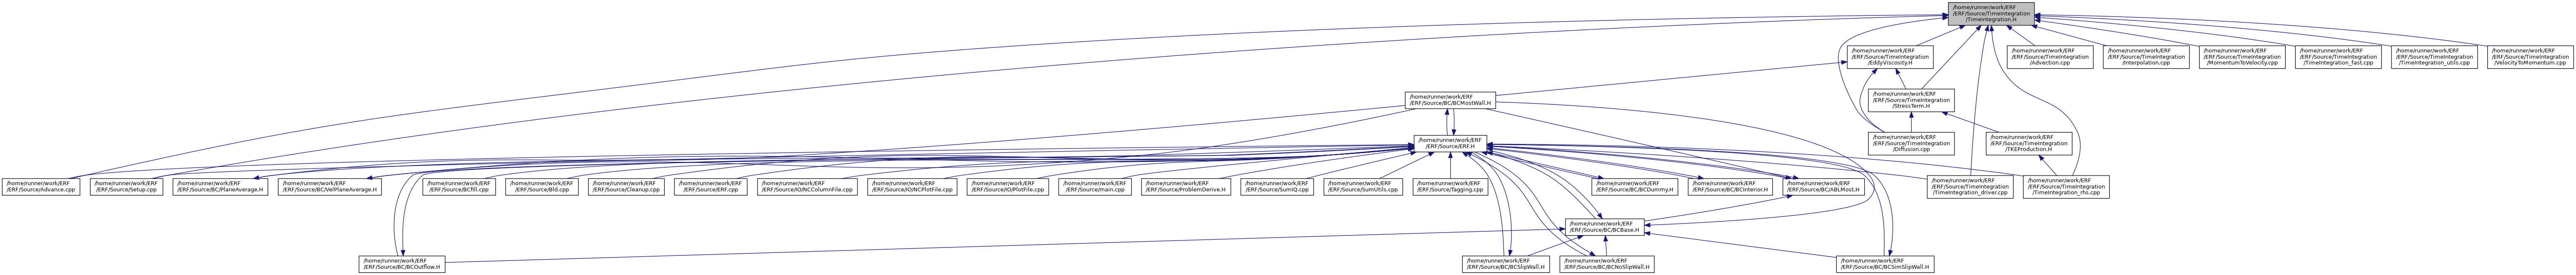 /home/runner/work/ERF
/ERF/Source/TimeIntegration
/TimeIntegration.H
/home/runner/work/ERF
/ERF/Source/TimeIntegration
/EddyViscosity.H
/home/runner/work/ERF
/ERF/Source/TimeIntegration
/Advection.cpp
/home/runner/work/ERF
/ERF/Source/TimeIntegration
/Interpolation.cpp
/home/runner/work/ERF
/ERF/Source/TimeIntegration
/MomentumToVelocity.cpp
/home/runner/work/ERF
/ERF/Source/TimeIntegration
/TimeIntegration_fast.cpp
/home/runner/work/ERF
/ERF/Source/TimeIntegration
/TimeIntegration_utils.cpp
/home/runner/work/ERF
/ERF/Source/TimeIntegration
/VelocityToMomentum.cpp
/home/runner/work/ERF
/ERF/Source/BC/BCMostWall.H
/home/runner/work/ERF
/ERF/Source/TimeIntegration
/StressTerm.H
/home/runner/work/ERF
/ERF/Source/ERF.H
/home/runner/work/ERF
/ERF/Source/TimeIntegration
/Diffusion.cpp
/home/runner/work/ERF
/ERF/Source/TimeIntegration
/TKEProduction.H
/home/runner/work/ERF
/ERF/Source/Advance.cpp
/home/runner/work/ERF
/ERF/Source/Setup.cpp
/home/runner/work/ERF
/ERF/Source/BC/PlaneAverage.H
/home/runner/work/ERF
/ERF/Source/BC/VelPlaneAverage.H
/home/runner/work/ERF
/ERF/Source/BCfill.cpp
/home/runner/work/ERF
/ERF/Source/Bld.cpp
/home/runner/work/ERF
/ERF/Source/Cleanup.cpp
/home/runner/work/ERF
/ERF/Source/ERF.cpp
/home/runner/work/ERF
/ERF/Source/IO/NCColumnFile.cpp
/home/runner/work/ERF
/ERF/Source/IO/NCPlotFile.cpp
/home/runner/work/ERF
/ERF/Source/IO/PlotFile.cpp
/home/runner/work/ERF
/ERF/Source/main.cpp
/home/runner/work/ERF
/ERF/Source/ProblemDerive.H
/home/runner/work/ERF
/ERF/Source/SumIQ.cpp
/home/runner/work/ERF
/ERF/Source/SumUtils.cpp
/home/runner/work/ERF
/ERF/Source/Tagging.cpp
/home/runner/work/ERF
/ERF/Source/BC/BCDummy.H
/home/runner/work/ERF
/ERF/Source/BC/BCInterior.H
/home/runner/work/ERF
/ERF/Source/BC/ABLMost.H
/home/runner/work/ERF
/ERF/Source/TimeIntegration
/TimeIntegration_driver.cpp
/home/runner/work/ERF
/ERF/Source/TimeIntegration
/TimeIntegration_rhs.cpp
/home/runner/work/ERF
/ERF/Source/BC/BCBase.H
/home/runner/work/ERF
/ERF/Source/BC/BCOutflow.H
/home/runner/work/ERF
/ERF/Source/BC/BCSlipWall.H
/home/runner/work/ERF
/ERF/Source/BC/BCNoSlipWall.H
/home/runner/work/ERF
/ERF/Source/BC/BCSimSlipWall.H